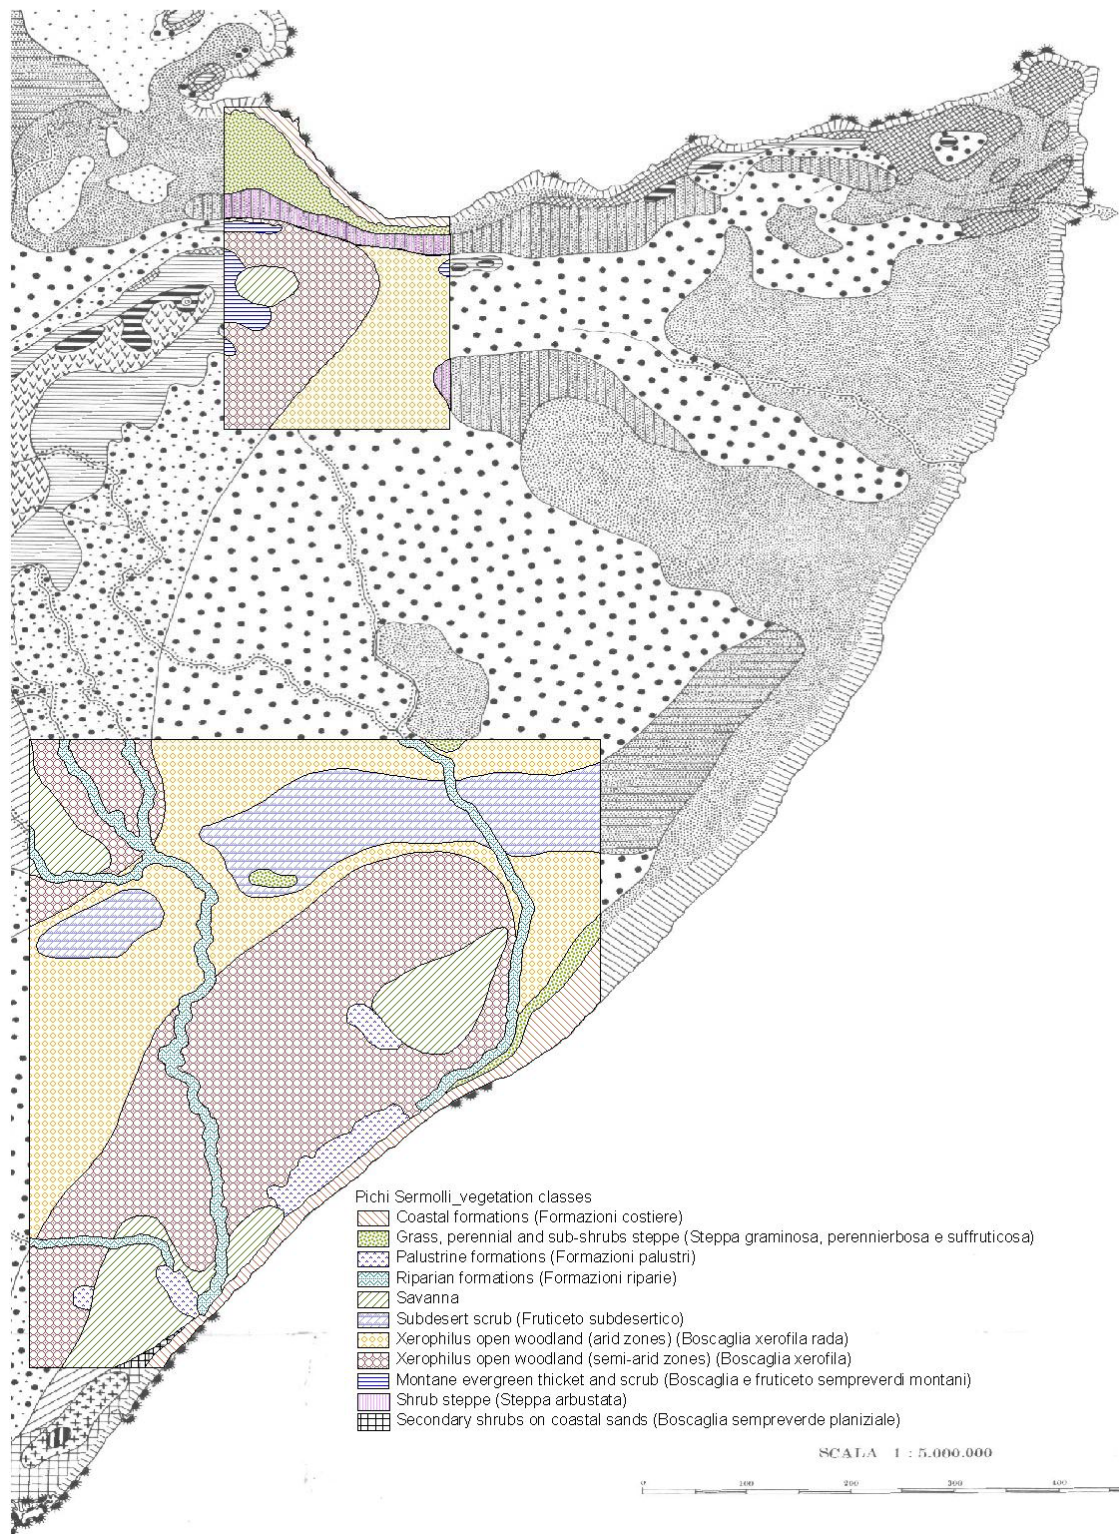 Pichi Sermolli_vegetation classes
Coastal formations (Formazioni costiere)
Grass, perennial and sub-shrubs steppe (Steppa graminosa, perennierbosa e suffruticosa)
Palustrine formations (Formazioni palustri)
Riparian formations (Formazioni riparie)
Savanna
Subdesert scrub (Fruticeto subdesertico)
Xerophilus open woodland (arid zones) (Boscaglia xerofila rada)
Xerophilus open woodland (semi-arid zones) (Boscaglia xerofila)
Montane evergreen thicket and scrub (Boscaglia e fruticeto sempreverdi montani)
Shrub steppe (Steppa arbustata)
Secondary shrubs on coastal sands (Boscaglia sempreverde planiziale)
SCALA 1 : 5.000.000
0 100 200 300 400